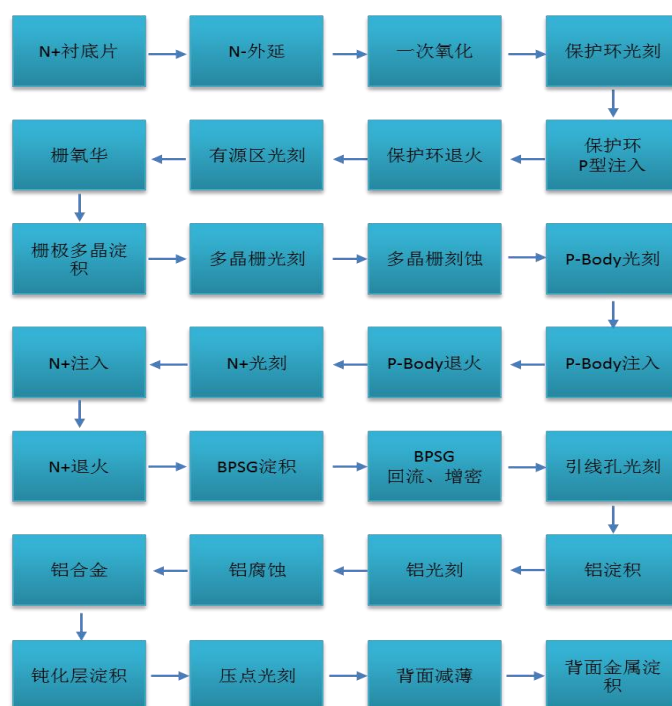 N+衬底片
N-外延
一次氧化
保护环光刻
栅氧华
有源区光刻
保护环退火
保护环
P型注入
栅极多晶淀
积
多晶栅光刻
多晶栅刻蚀
P-Body光刻
N+注入
N+光刻
P-Body退火
P-Body注入
N+退火
BPSG淀积
BPSG
回流、增密
引线孔光刻
铝合金
铝腐蚀
铝光刻
铝淀积
钝化层淀积
压点光刻
背面减薄
背面金属淀
积